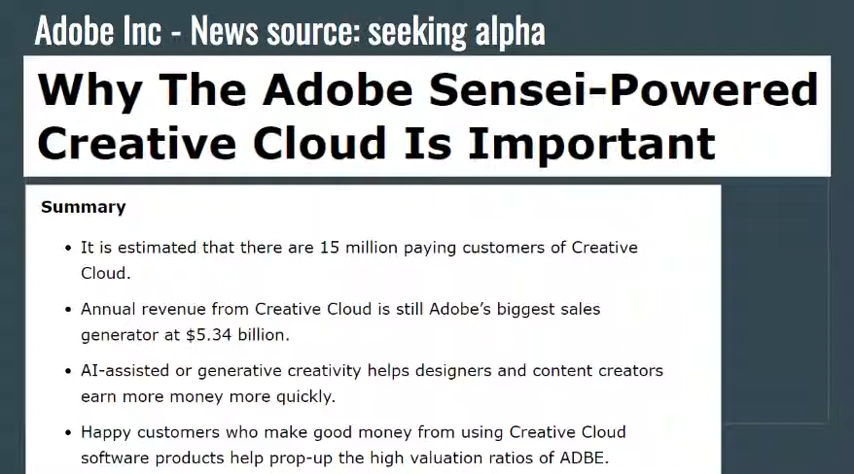 Adobe Inc - News source: seeking alpha
Why The Adobe Sensei-Powered
Creative Cloud Is Important
Summary
• It is estimated that there are 15 million paying customers of Creative
Cloud.
• Annual revenue from Creative Cloud is still Adobe’s biggest sales
generator at $5.34 billion.
• AI-assisted or generative creativity helps designers and content creators
earn more money more quickly.
• Happy customers who make good money from using Creative Cloud
software products help prop-up the high valuation ratios of ADBE.